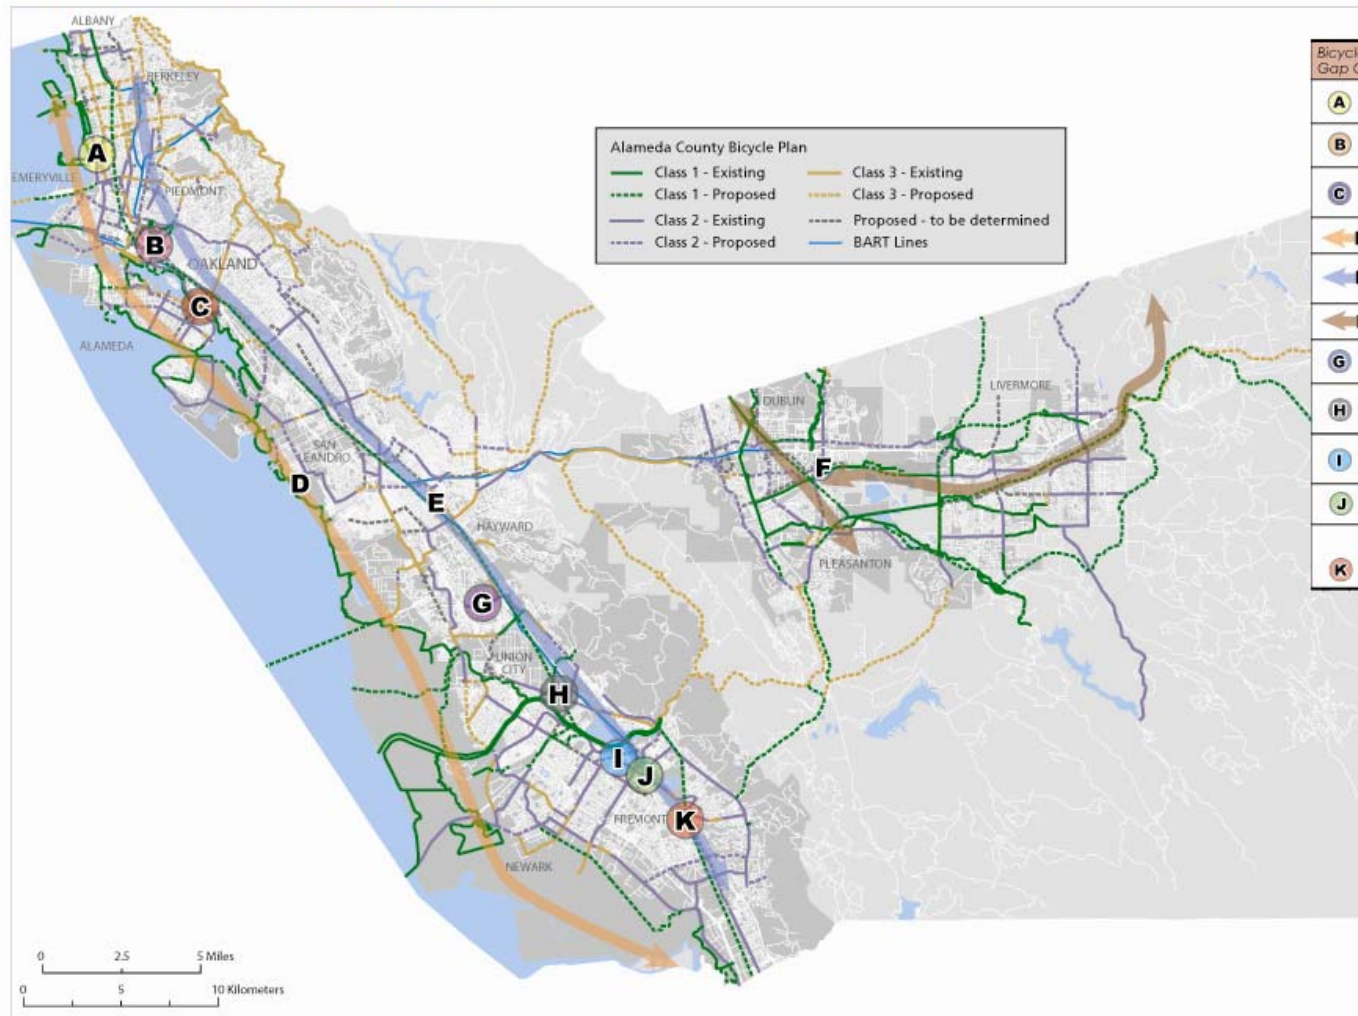 ALBANY
BERKELEY
A
EMERYVILLE
PIEDMONT
B
OAKLAND
C
ALAMEDA
Alameda County Bicycle Plan
Class 1 - Existing
Class 1 - Proposed
Class 2 - Existing
Class 2 - Proposed
Class 3 - Existing
Class 3 - Proposed
Proposed - to be determined
BART Lines
SAN
LEANDRO
D
E
HAYWARD
DUBLIN
F
LIVERMORE
PLEASANTON
G
UNION
CITY
H
I
J
FREMONT
K
NEWARK
0 2.5 5 Miles
0 5 10 Kilometers
Gap
A
B
C
G
H
I
J
K